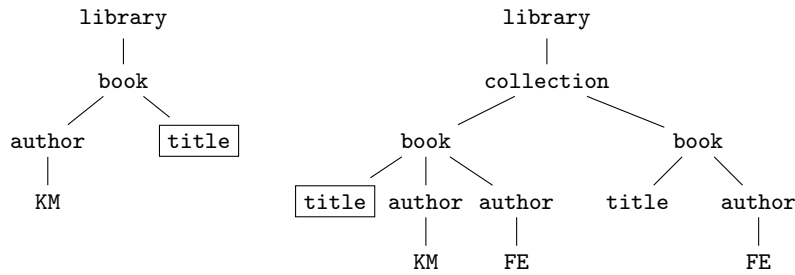 library library
book collection
author title book book
KM title author author title author
KM FE FE